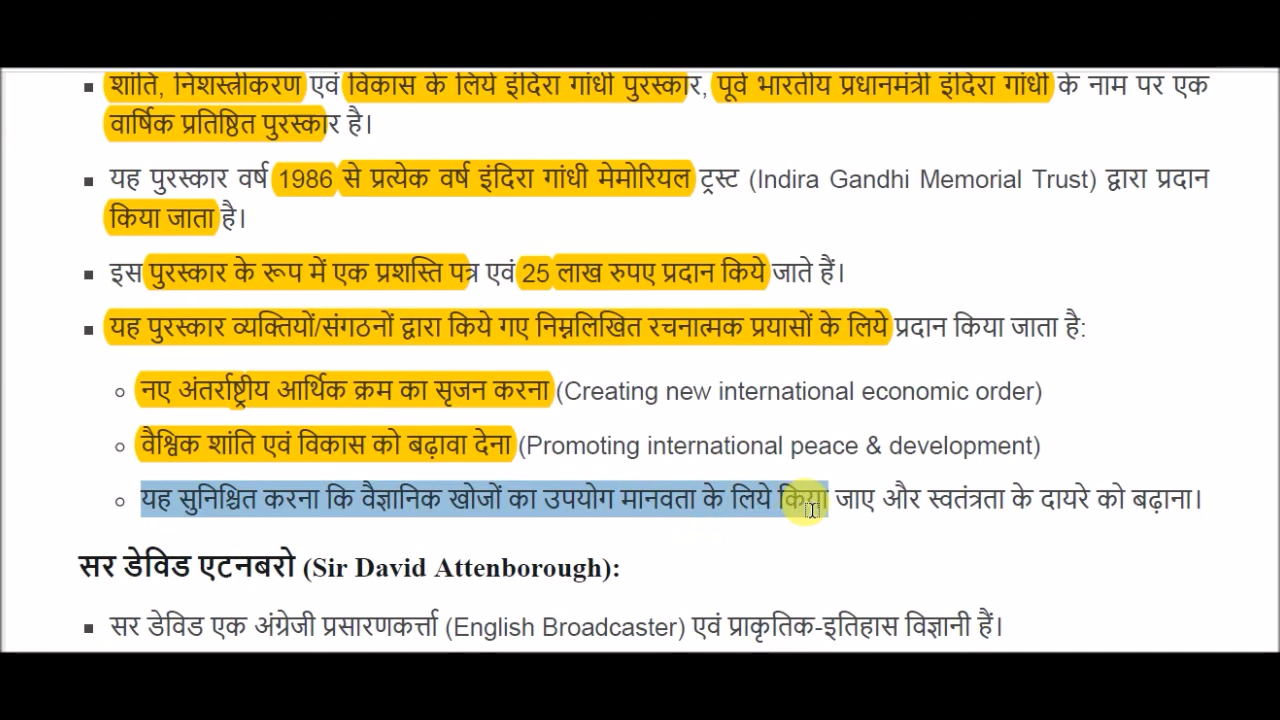 शांति, निशस्त्रीकरण एवं विकास के लिये इंदिरा गांधी पुरस्कार, पूर्व भारतीय प्रधानमंत्री इंदिरा गांधी के नाम पर एक
वार्षिक प्रतिष्ठित पुरस्कार है।
यह पुरस्कार वर्ष 1986 से प्रत्येक वर्ष इंदिरा गांधी मेमोरियल ट्रस्ट (Indira Gandhi Memorial Trust) द्वारा प्रदान
किया जाता है।
इस पुरस्कार के रूप में एक प्रशस्ति पत्र एवं 25 लाख रुपए प्रदान किये जाते हैं।
यह पुरस्कार व्यक्तियों/संगठनों द्वारा किये गए निम्नलिखित रचनात्मक प्रयासों के लिये प्रदान किया जाता है:
नए अंतर्राष्ट्रीय आर्थिक क्रम का सृजन करना (Creating new international economic order)
वैश्विक शांति एवं विकास को बढ़ावा देना (Promoting international peace & development)
यह सुनिश्चित करना कि वैज्ञानिक खोजों का उपयोग मानवता के लिये किया जाए और स्वतंत्रता के दायरे को बढ़ाना।
सर डेविड एटनबरो (Sir David Attenborough):
सर डेविड एक अंग्रेजी प्रसारणकर्त्ता (English Broadcaster) एवं प्राकृतिक-इतिहास विज्ञानी हैं।